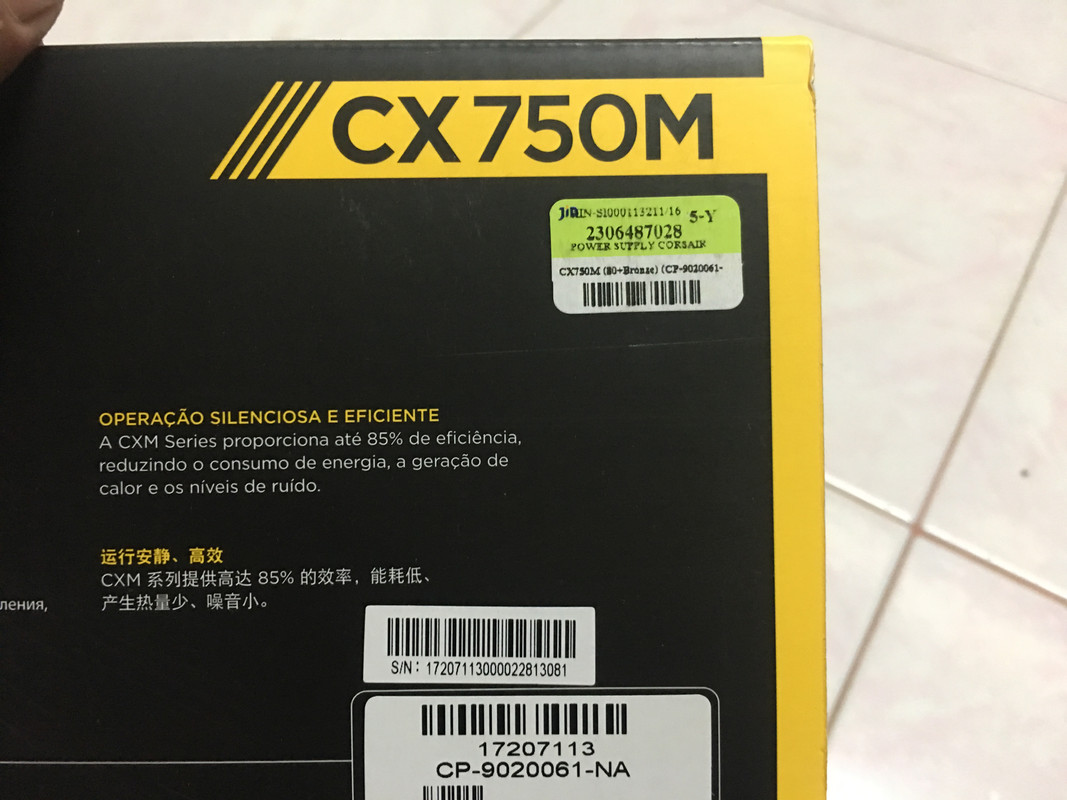 CX750M
JIBIN-S1000113211/16 5-Y
2306487028
POWER SUPPLY CORSAIR
CX750M (80+Bronze) (CP-9020061-
OPERAÇÃO SILENCIOSA E EFICIENTE
A CXM Series proporciona até 85% de eficiência,
reduzindo o consumo de energia, a geração de
calor e os níveis de ruído.
运行安静、高效
CXM 系列提供高达 85% 的效率，能耗低、
产生热量少、噪音小。
ления,
S/N: 17207113000022813081
17207113
CP-9020061-NA